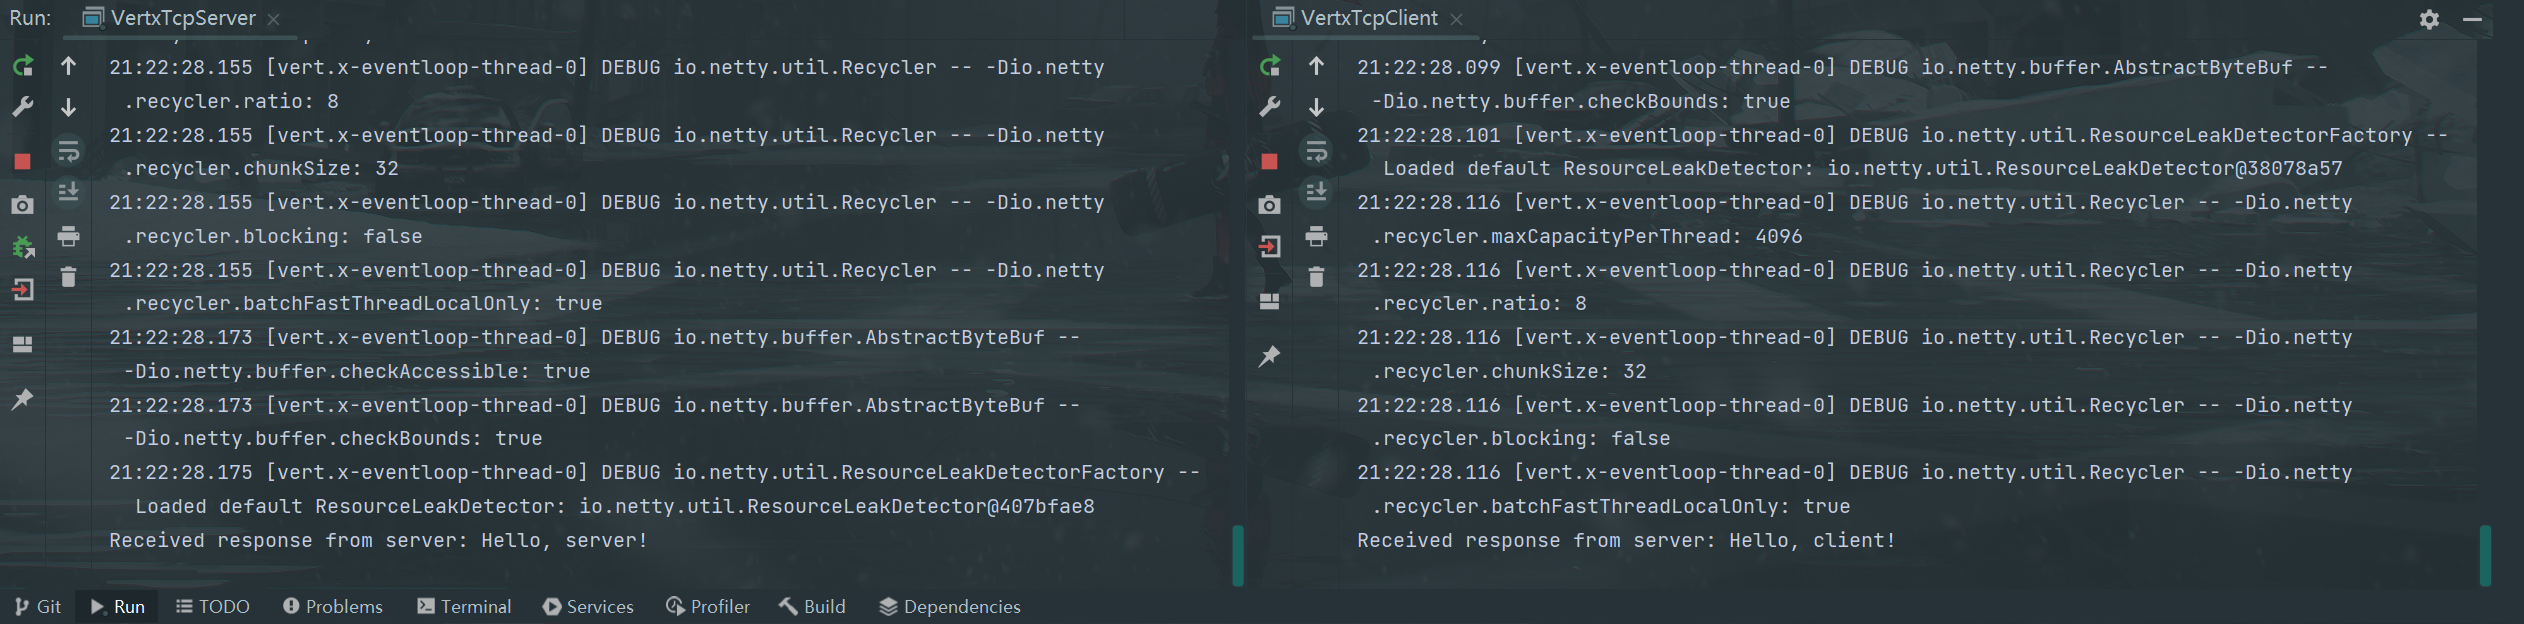 Run: VertxTcpServer
21:22:28.155 [vert.x-eventloop-thread-0] DEBUG io.netty.util.Recycler -- -Dio.netty
.recycler.ratio: 8
21:22:28.155 [vert.x-eventloop-thread-0] DEBUG io.netty.util.Recycler -- -Dio.netty
.recycler.chunkSize: 32
21:22:28.155 [vert.x-eventloop-thread-0] DEBUG io.netty.util.Recycler -- -Dio.netty
.recycler.blocking: false
21:22:28.155 [vert.x-eventloop-thread-0] DEBUG io.netty.util.Recycler -- -Dio.netty
.recycler.batchFastThreadLocalOnly: true
21:22:28.173 [vert.x-eventloop-thread-0] DEBUG io.netty.buffer.AbstractByteBuf --
-Dio.netty.buffer.checkAccessible: true
21:22:28.173 [vert.x-eventloop-thread-0] DEBUG io.netty.buffer.AbstractByteBuf --
-Dio.netty.buffer.checkBounds: true
21:22:28.175 [vert.x-eventloop-thread-0] DEBUG io.netty.util.ResourceLeakDetectorFactory --
Loaded default ResourceLeakDetector: io.netty.util.ResourceLeakDetector@407bfae8
Received response from server: Hello, server!
VertxTcpClient
21:22:28.099 [vert.x-eventloop-thread-0] DEBUG io.netty.buffer.AbstractByteBuf --
-Dio.netty.buffer.checkBounds: true
21:22:28.101 [vert.x-eventloop-thread-0] DEBUG io.netty.util.ResourceLeakDetectorFactory --
Loaded default ResourceLeakDetector: io.netty.util.ResourceLeakDetector@38078a57
21:22:28.116 [vert.x-eventloop-thread-0] DEBUG io.netty.util.Recycler -- -Dio.netty
.recycler.maxCapacityPerThread: 4096
21:22:28.116 [vert.x-eventloop-thread-0] DEBUG io.netty.util.Recycler -- -Dio.netty
.recycler.ratio: 8
21:22:28.116 [vert.x-eventloop-thread-0] DEBUG io.netty.util.Recycler -- -Dio.netty
.recycler.chunkSize: 32
21:22:28.116 [vert.x-eventloop-thread-0] DEBUG io.netty.util.Recycler -- -Dio.netty
.recycler.blocking: false
21:22:28.116 [vert.x-eventloop-thread-0] DEBUG io.netty.util.Recycler -- -Dio.netty
.recycler.batchFastThreadLocalOnly: true
Received response from server: Hello, client!
Git Run TODO Problems Terminal Services Profiler Build Dependencies